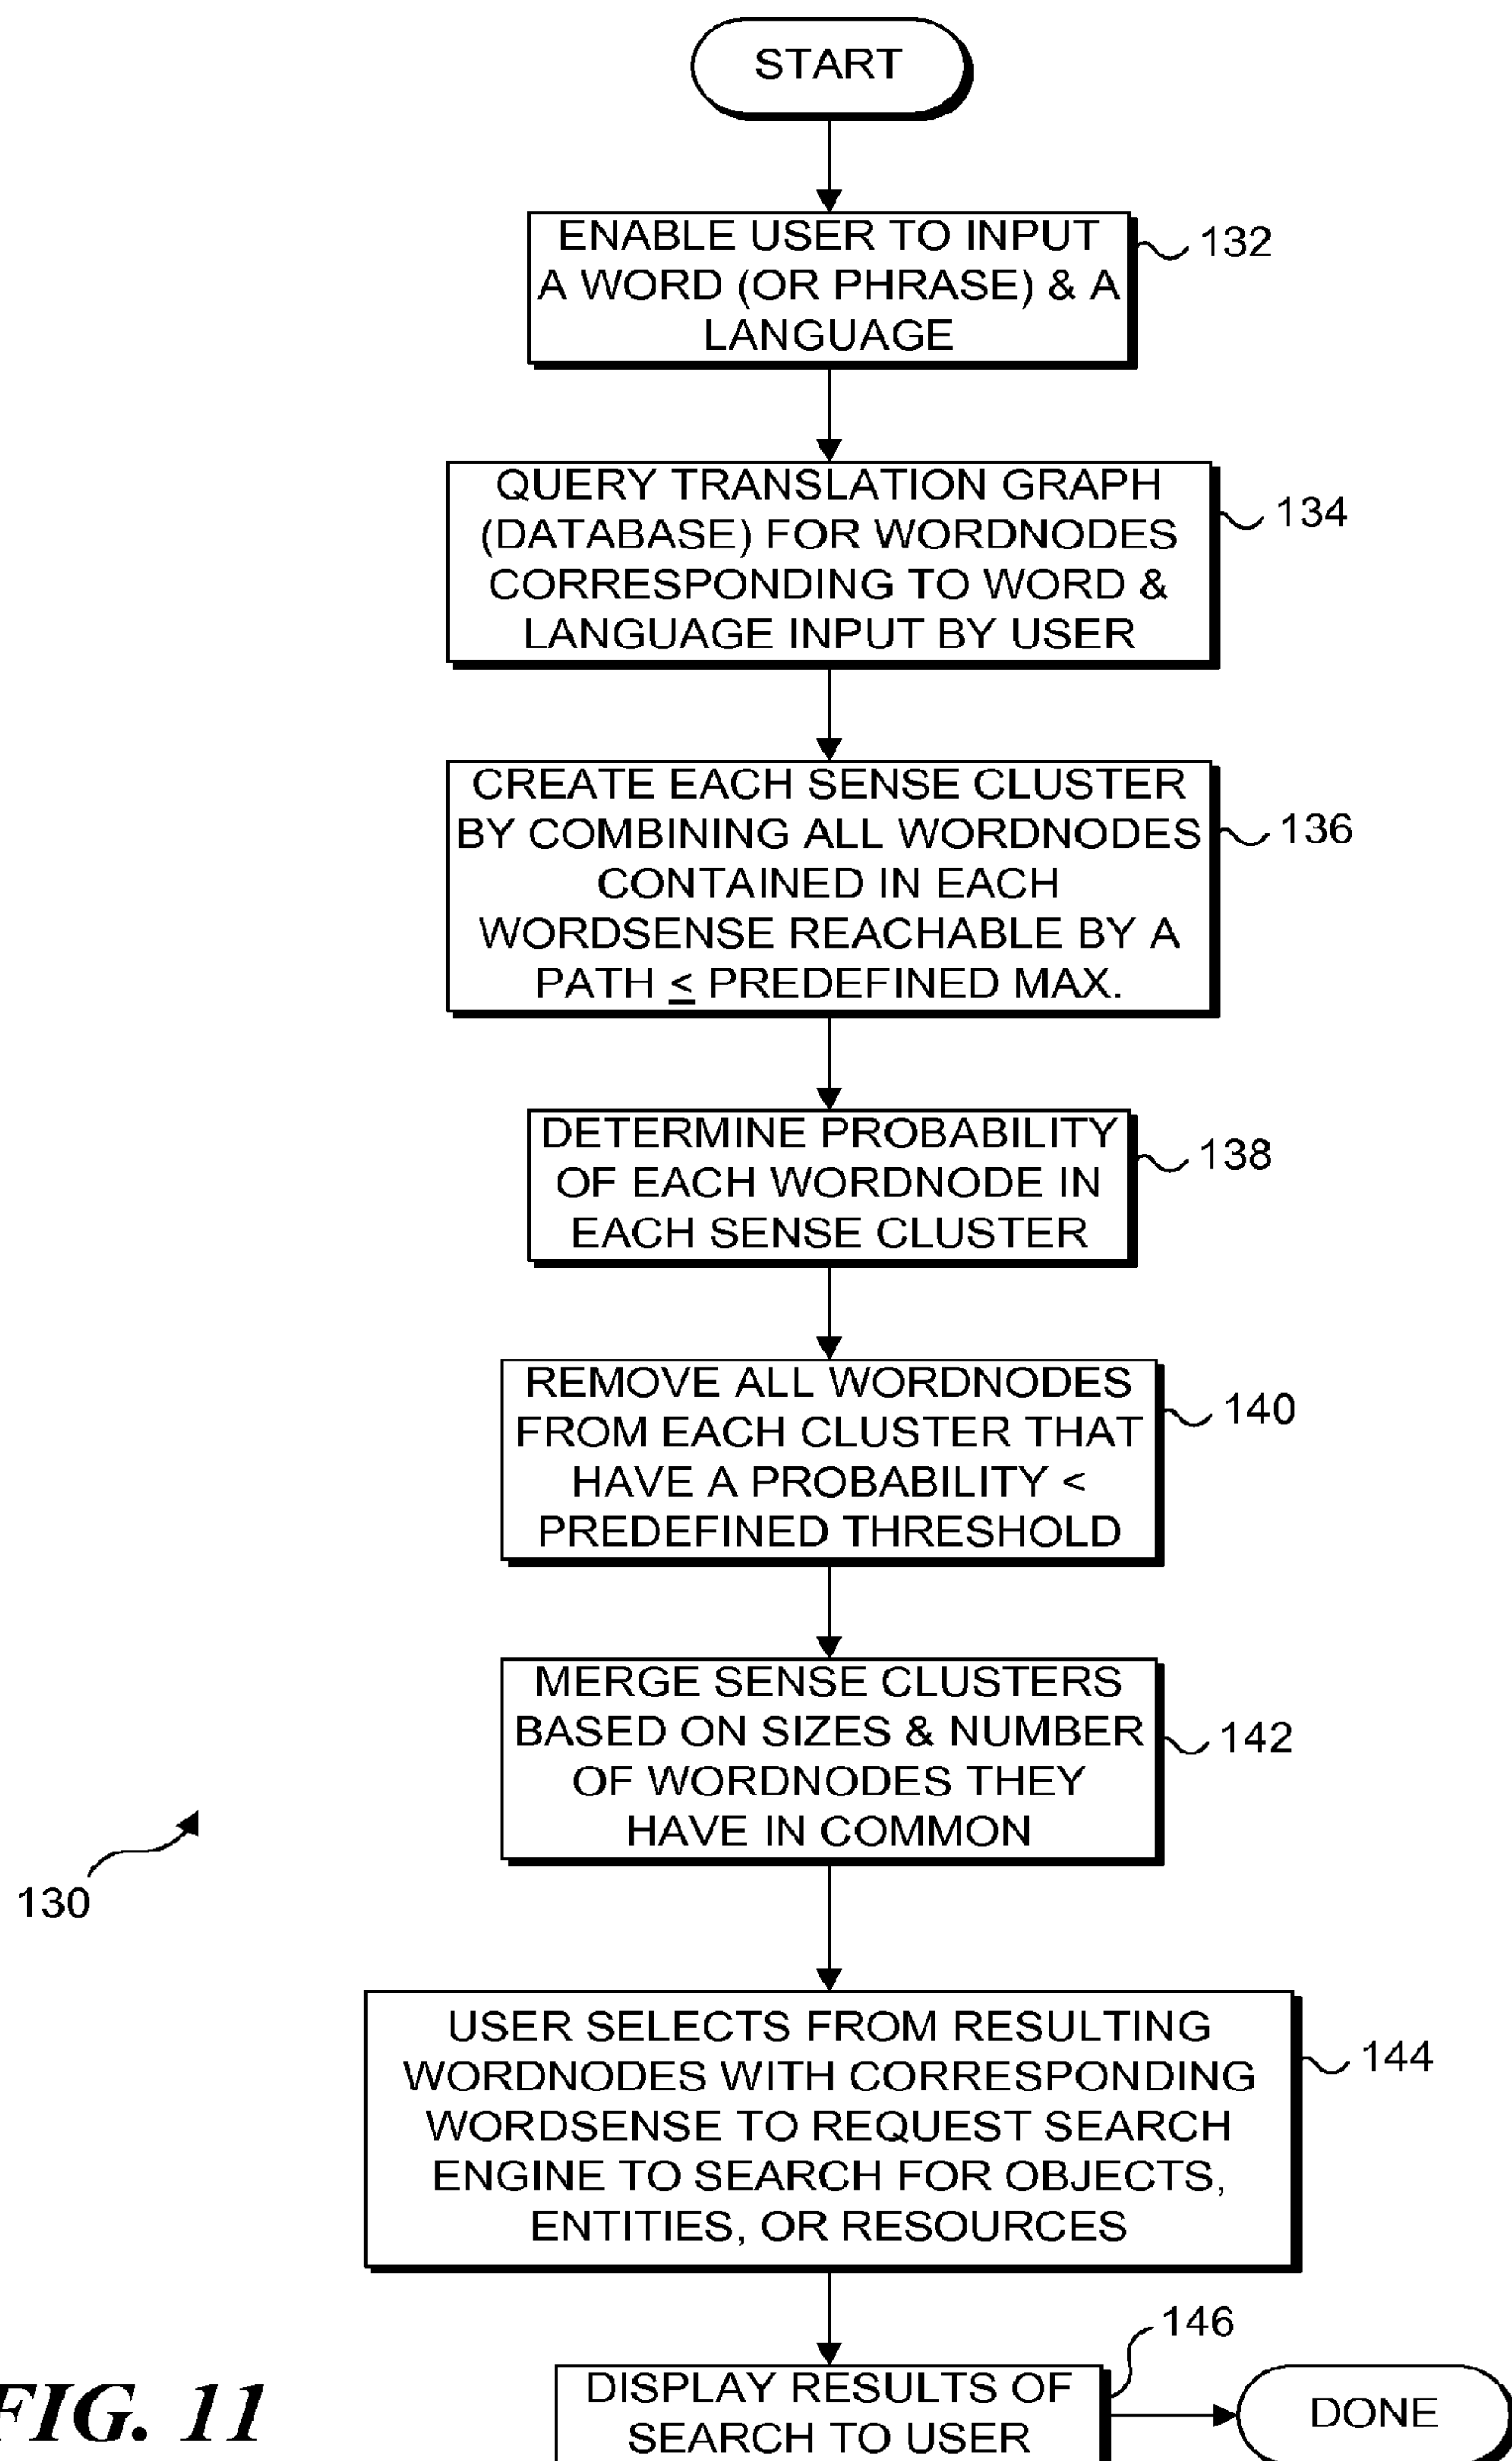 START
ENABLE USER TO INPUT
A WORD (OR PHRASE) & A
LANGUAGE
132
QUERY TRANSLATION GRAPH
(DATABASE) FOR WORDNODES
CORRESPONDING TO WORD &
LANGUAGE INPUT BY USER
134
CREATE EACH SENSE CLUSTER
BY COMBINING ALL WORDNODES
CONTAINED IN EACH
WORDSENSE REACHABLE BY A
PATH ≤ PREDEFINED MAX.
136
DETERMINE PROBABILITY
OF EACH WORDNODE IN
EACH SENSE CLUSTER
138
REMOVE ALL WORDNODES
FROM EACH CLUSTER THAT
HAVE A PROBABILITY <
PREDEFINED THRESHOLD
140
MERGE SENSE CLUSTERS
BASED ON SIZES & NUMBER
OF WORDNODES THEY
HAVE IN COMMON
142
130
USER SELECTS FROM RESULTING
WORDNODES WITH CORRESPONDING
WORDSENSE TO REQUEST SEARCH
ENGINE TO SEARCH FOR OBJECTS,
ENTITIES, OR RESOURCES
144
146
DISPLAY RESULTS OF
SEARCH TO USER
DONE
FIG. 11